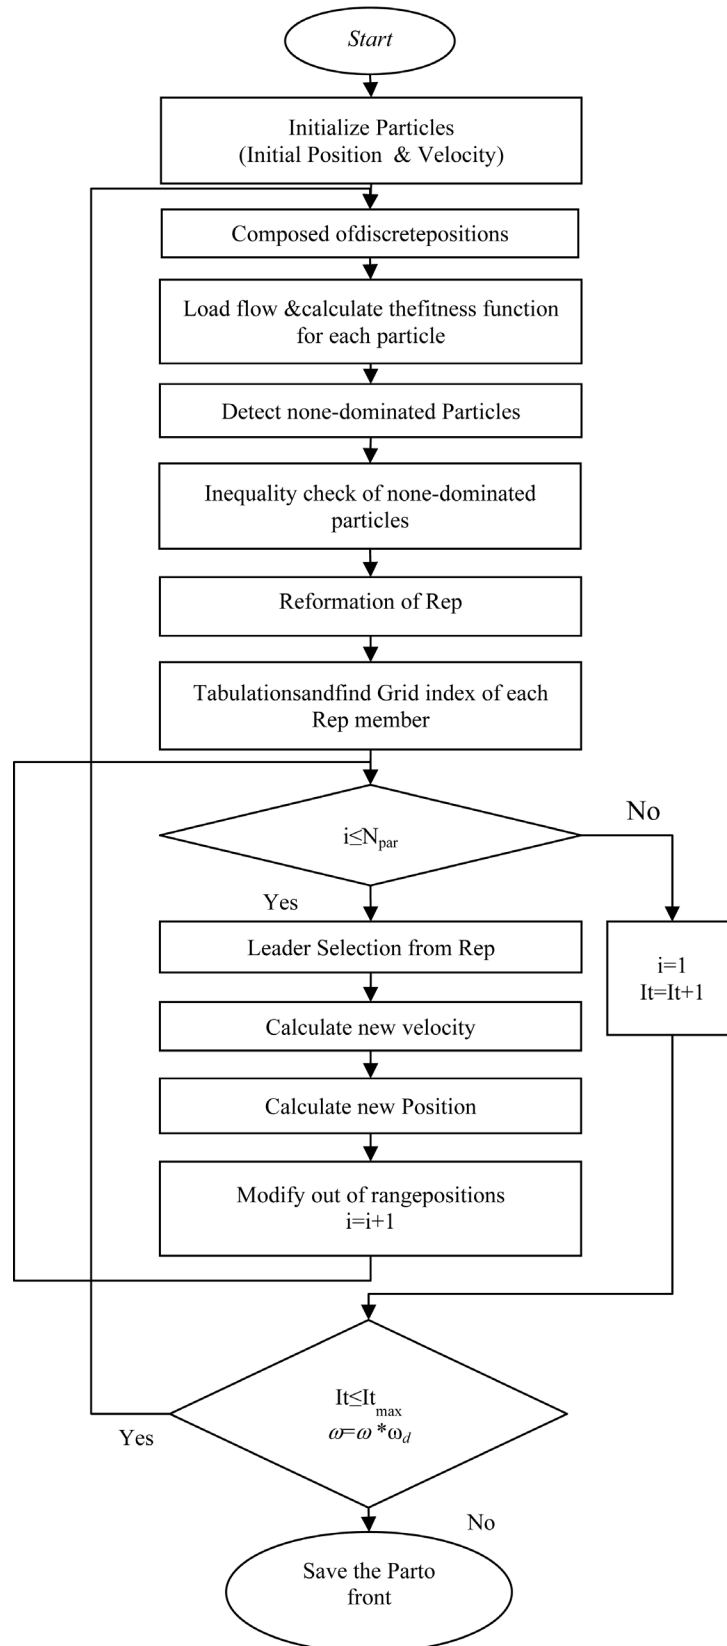 Start
Initialize Particles
(Initial Position & Velocity)
Composed ofdiscretepositions
Load flow &calculate thefitness function
for each particle
Detect none-dominated Particles
Inequality check of none-dominated
particles
Reformation of Rep
Tabulationsandfind Grid index of each
Rep member
No
i≤Npar
Yes
Leader Selection from Rep
i=1
It=It+1
Calculate new velocity
Calculate new Position
Modify out of rangepositions
i=i+1
It≤Itmax
ω=ω *ωd
Yes
No
Save the Parto
front